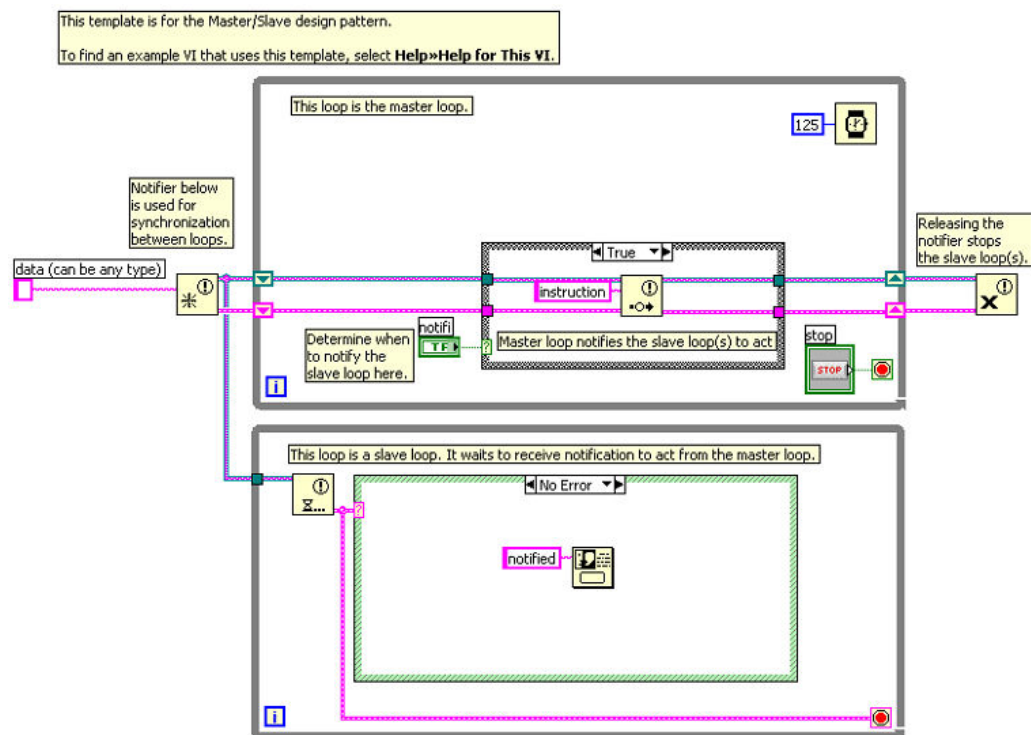 This template is for the Master/Slave design pattern.
To find an example VI that uses this template, select Help»Help for This VI.
This loop is the master loop.
125
Notifier below
is used for
synchronization
between loops.
Releasing the
notifier stops
the slave loop(s).
data (can be any type)
True
instruction
Determine when
to notify the
slave loop here.
notifi
TF
Master loop notifies the slave loop(s) to act
stop
STOP
i
This loop is a slave loop. It waits to receive notification to act from the master loop.
No Error
notified
i